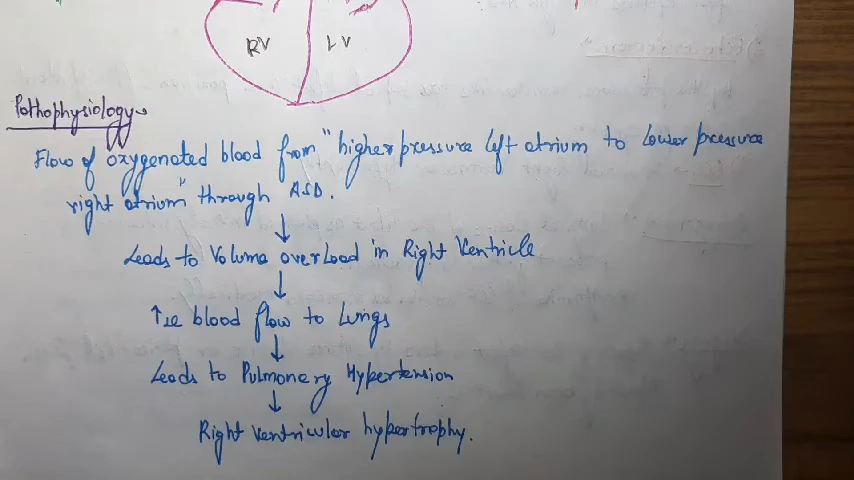 RV LV
Pathophysiology
Flow of oxygenated blood from "higher pressure left atrium to lower pressure
right atrium" through ASD.
Leads to Volume overload in Right Ventricle
↑se blood flow to Lungs
Leads to Pulmonary Hypertension
Right ventricular hypertrophy.